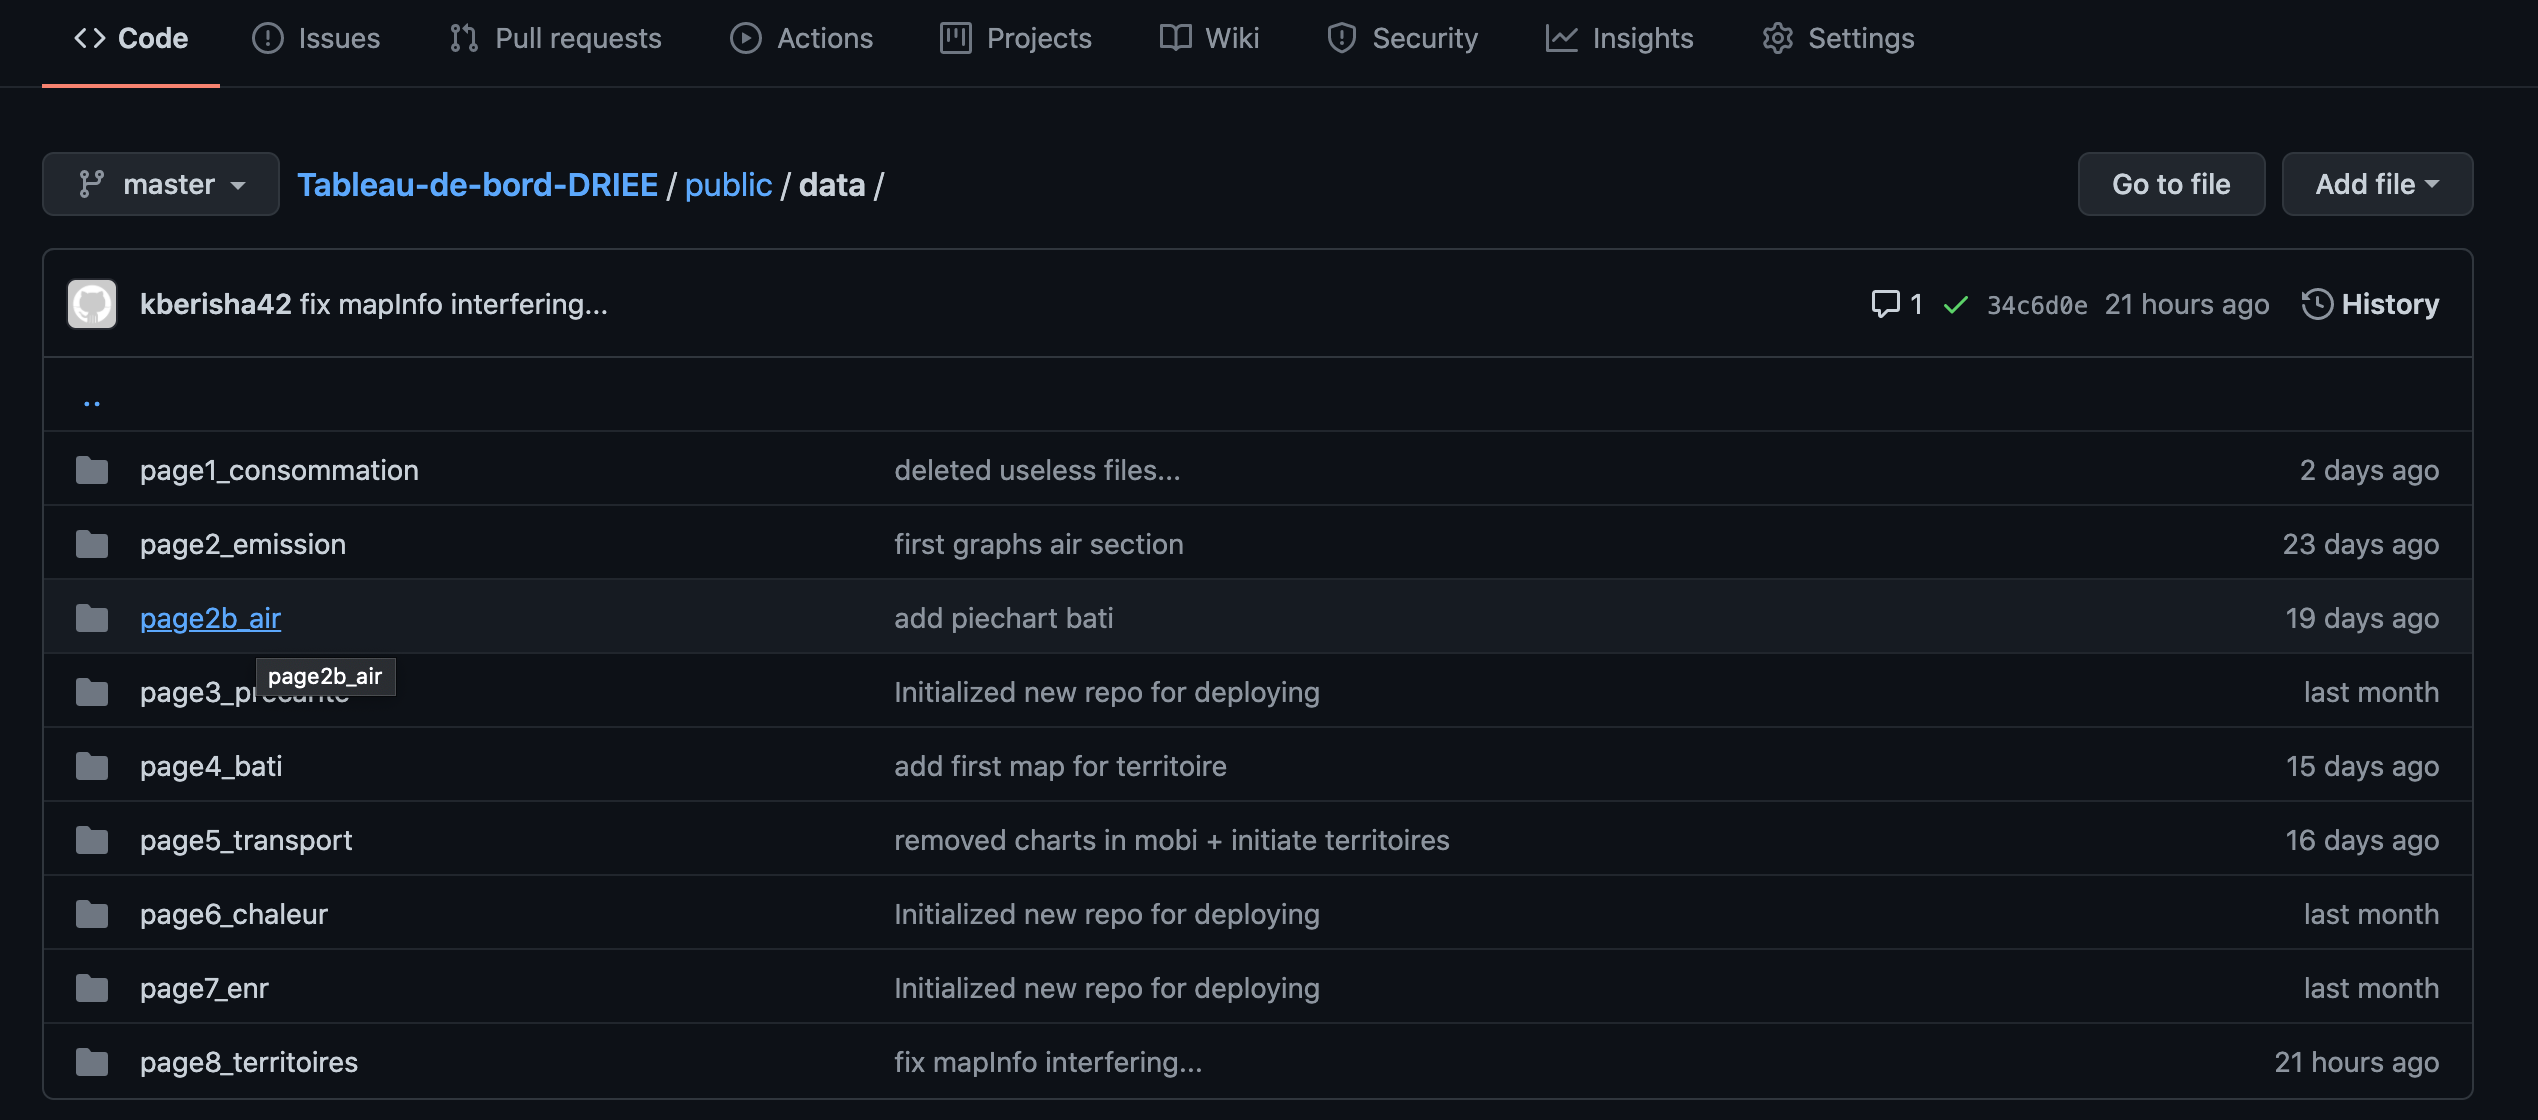 Code Issues Pull requests Actions Projects Wiki Security Insights Settings
master Tableau-de-bord-DRIEE / public / data / Go to file Add file
kberisha42 fix mapInfo interfering... 1 34c6d0e 21 hours ago History
..
page1_consommation deleted useless files... 2 days ago
page2_emission first graphs air section 23 days ago
page2b_air add piechart bati 19 days ago
page2b_air
Initialized new repo for deploying last month
page4_bati add first map for territoire 15 days ago
page5_transport removed charts in mobi + initiate territoires 16 days ago
page6_chaleur Initialized new repo for deploying last month
page7_enr Initialized new repo for deploying last month
page8_territoires fix mapInfo interfering... 21 hours ago